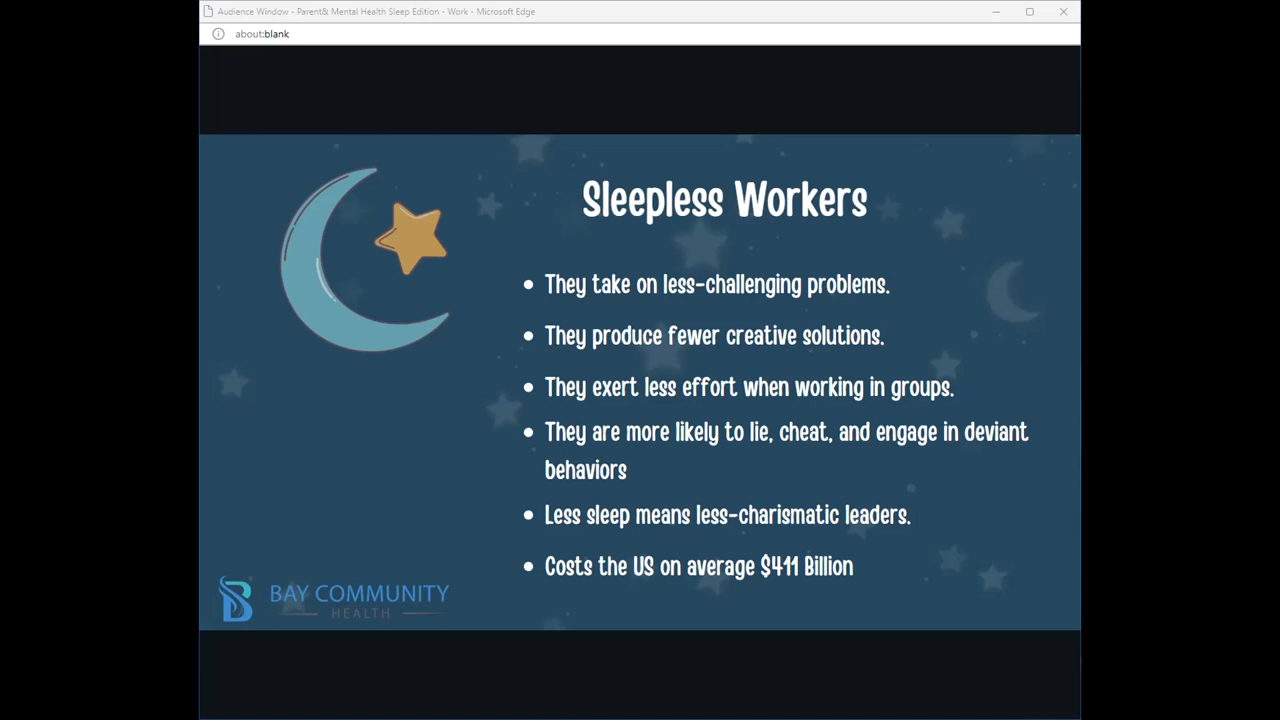 Audience Window - Parent& Mental Health Sleep Edition - Work - Microsoft Edge
about:blank
Sleepless Workers
They take on less-challenging problems.
They produce fewer creative solutions.
They exert less effort when working in groups.
They are more likely to lie, cheat, and engage in deviant
behaviors
Less sleep means less-charismatic leaders.
Costs the US on average $411 Billion
BAY COMMUNITY
HEALTH